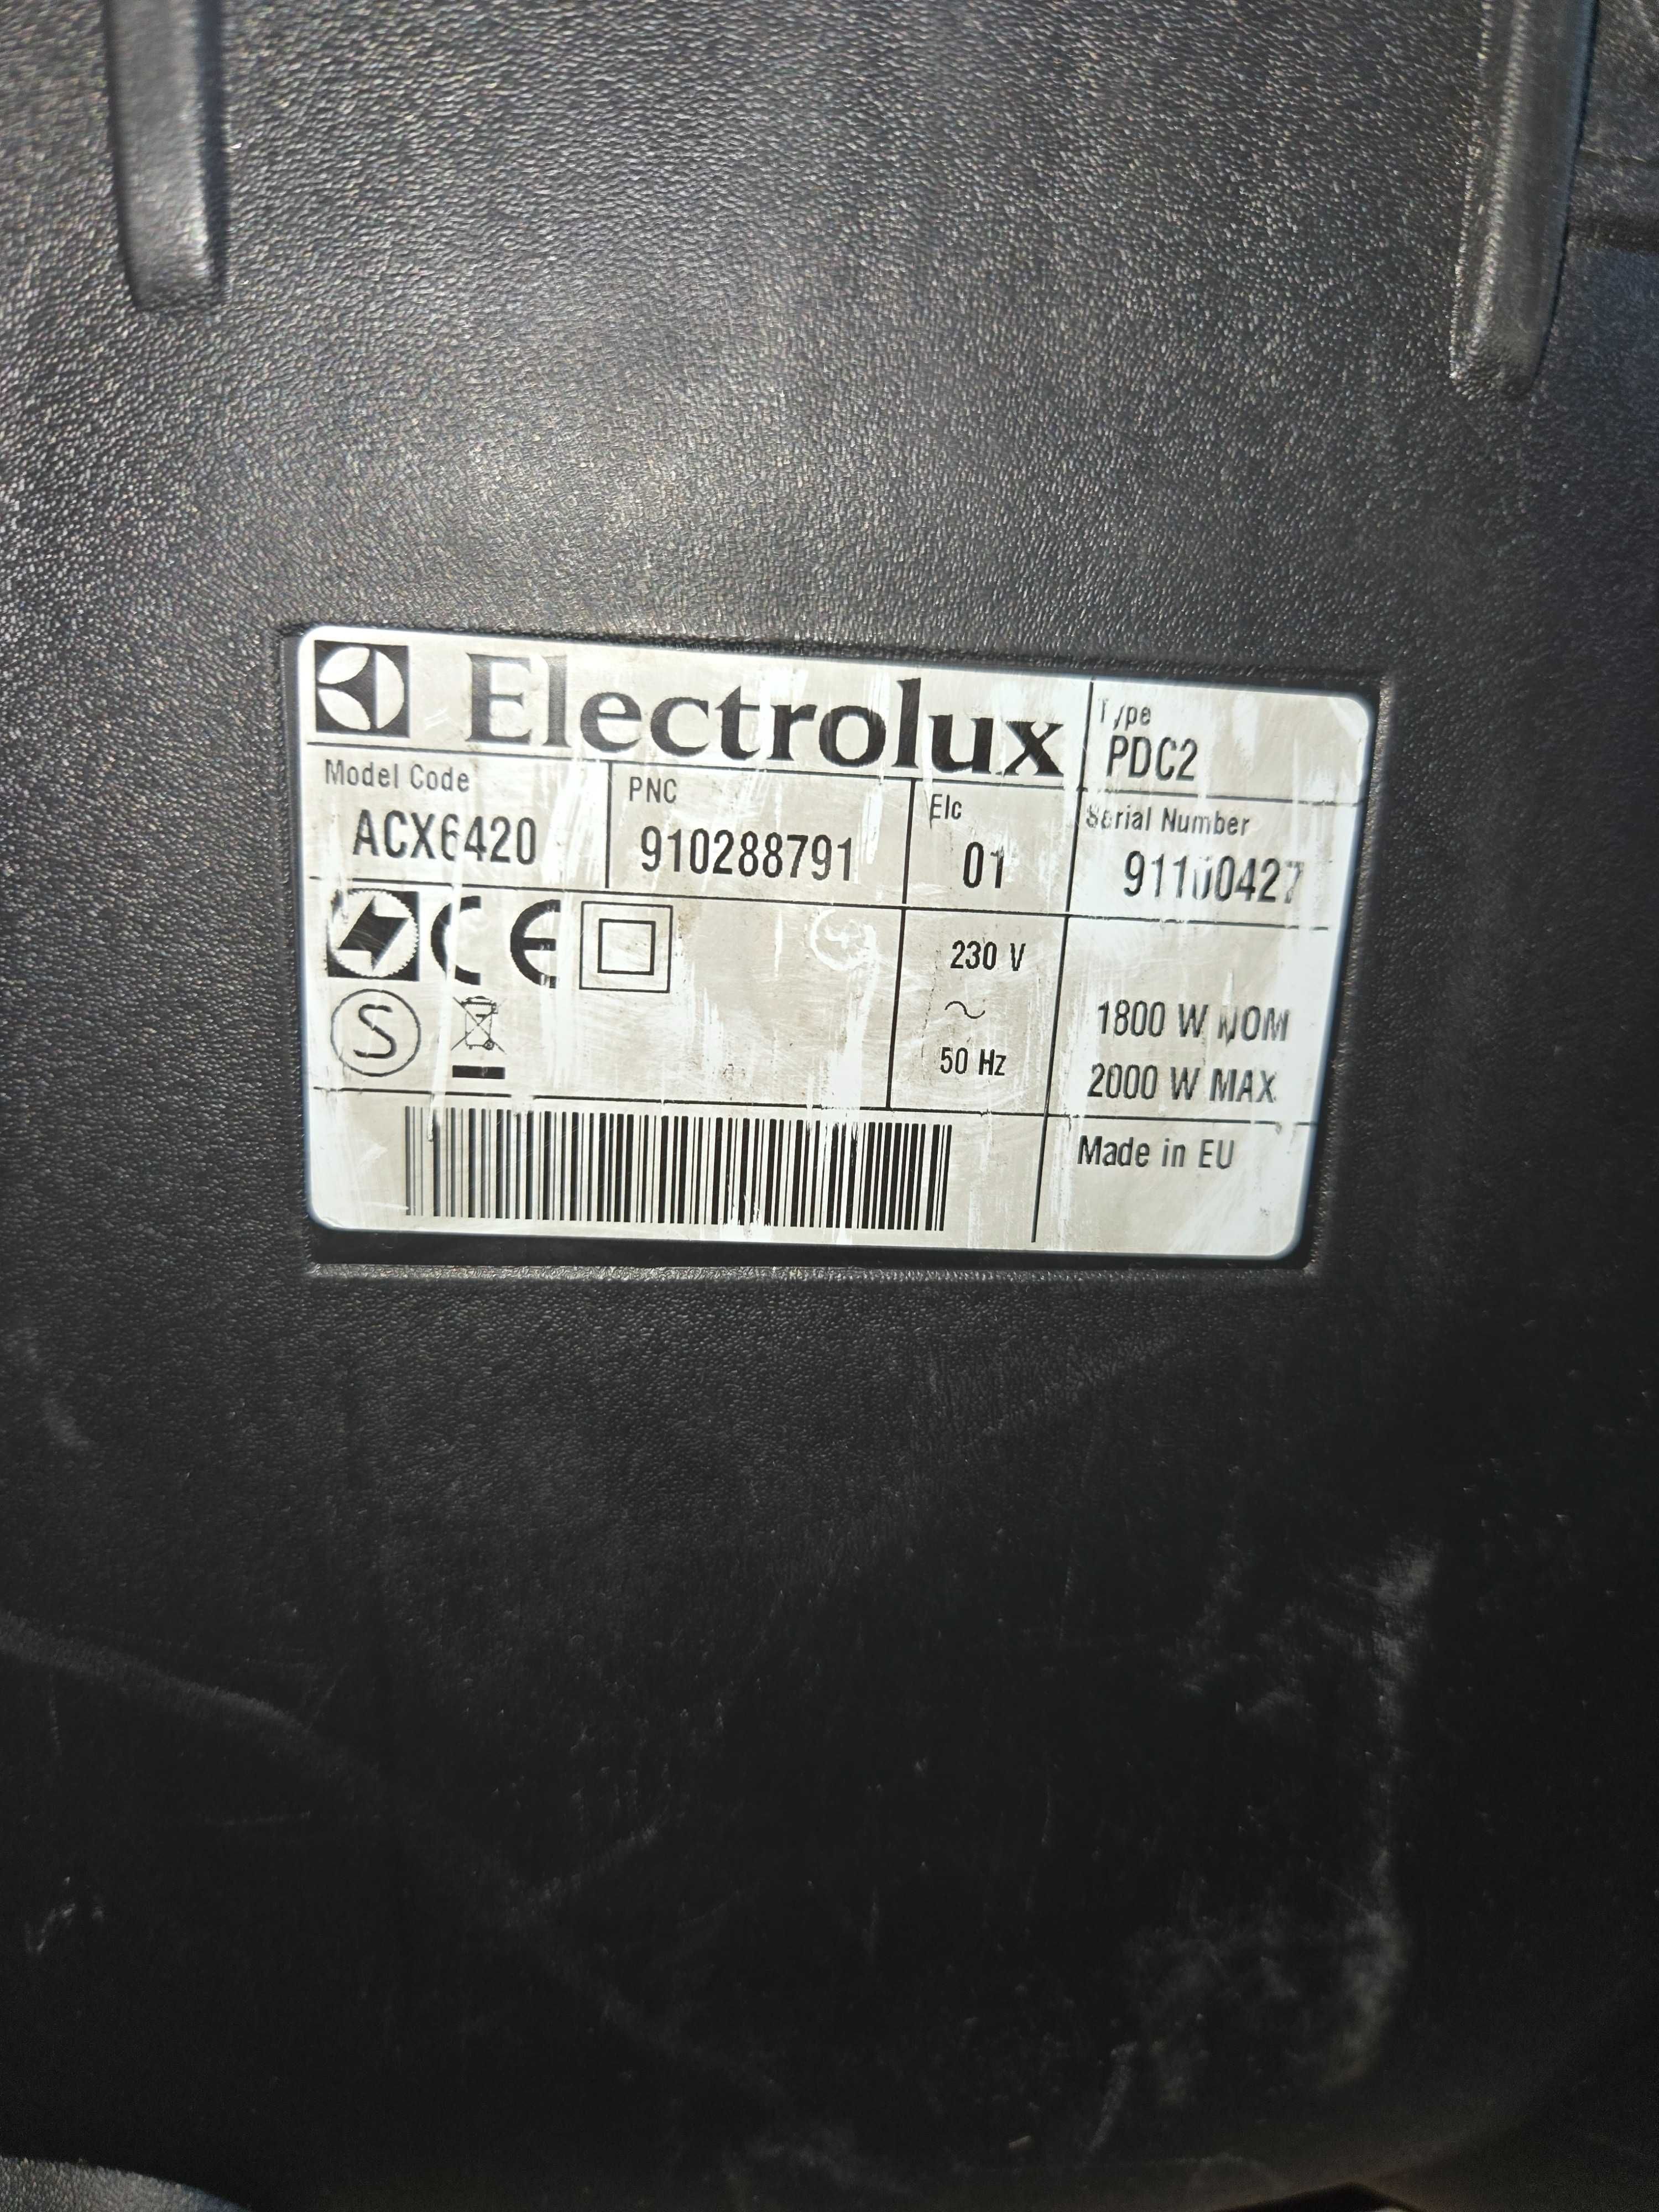 Electrolux
Type
PDC2
Model Code
ACX6420
PNC
910288791
Elc
01
Serial Number
91100427
S
CE
230 V
~
50 Hz
1800 W NOM
2000 W MAX
Made in EU